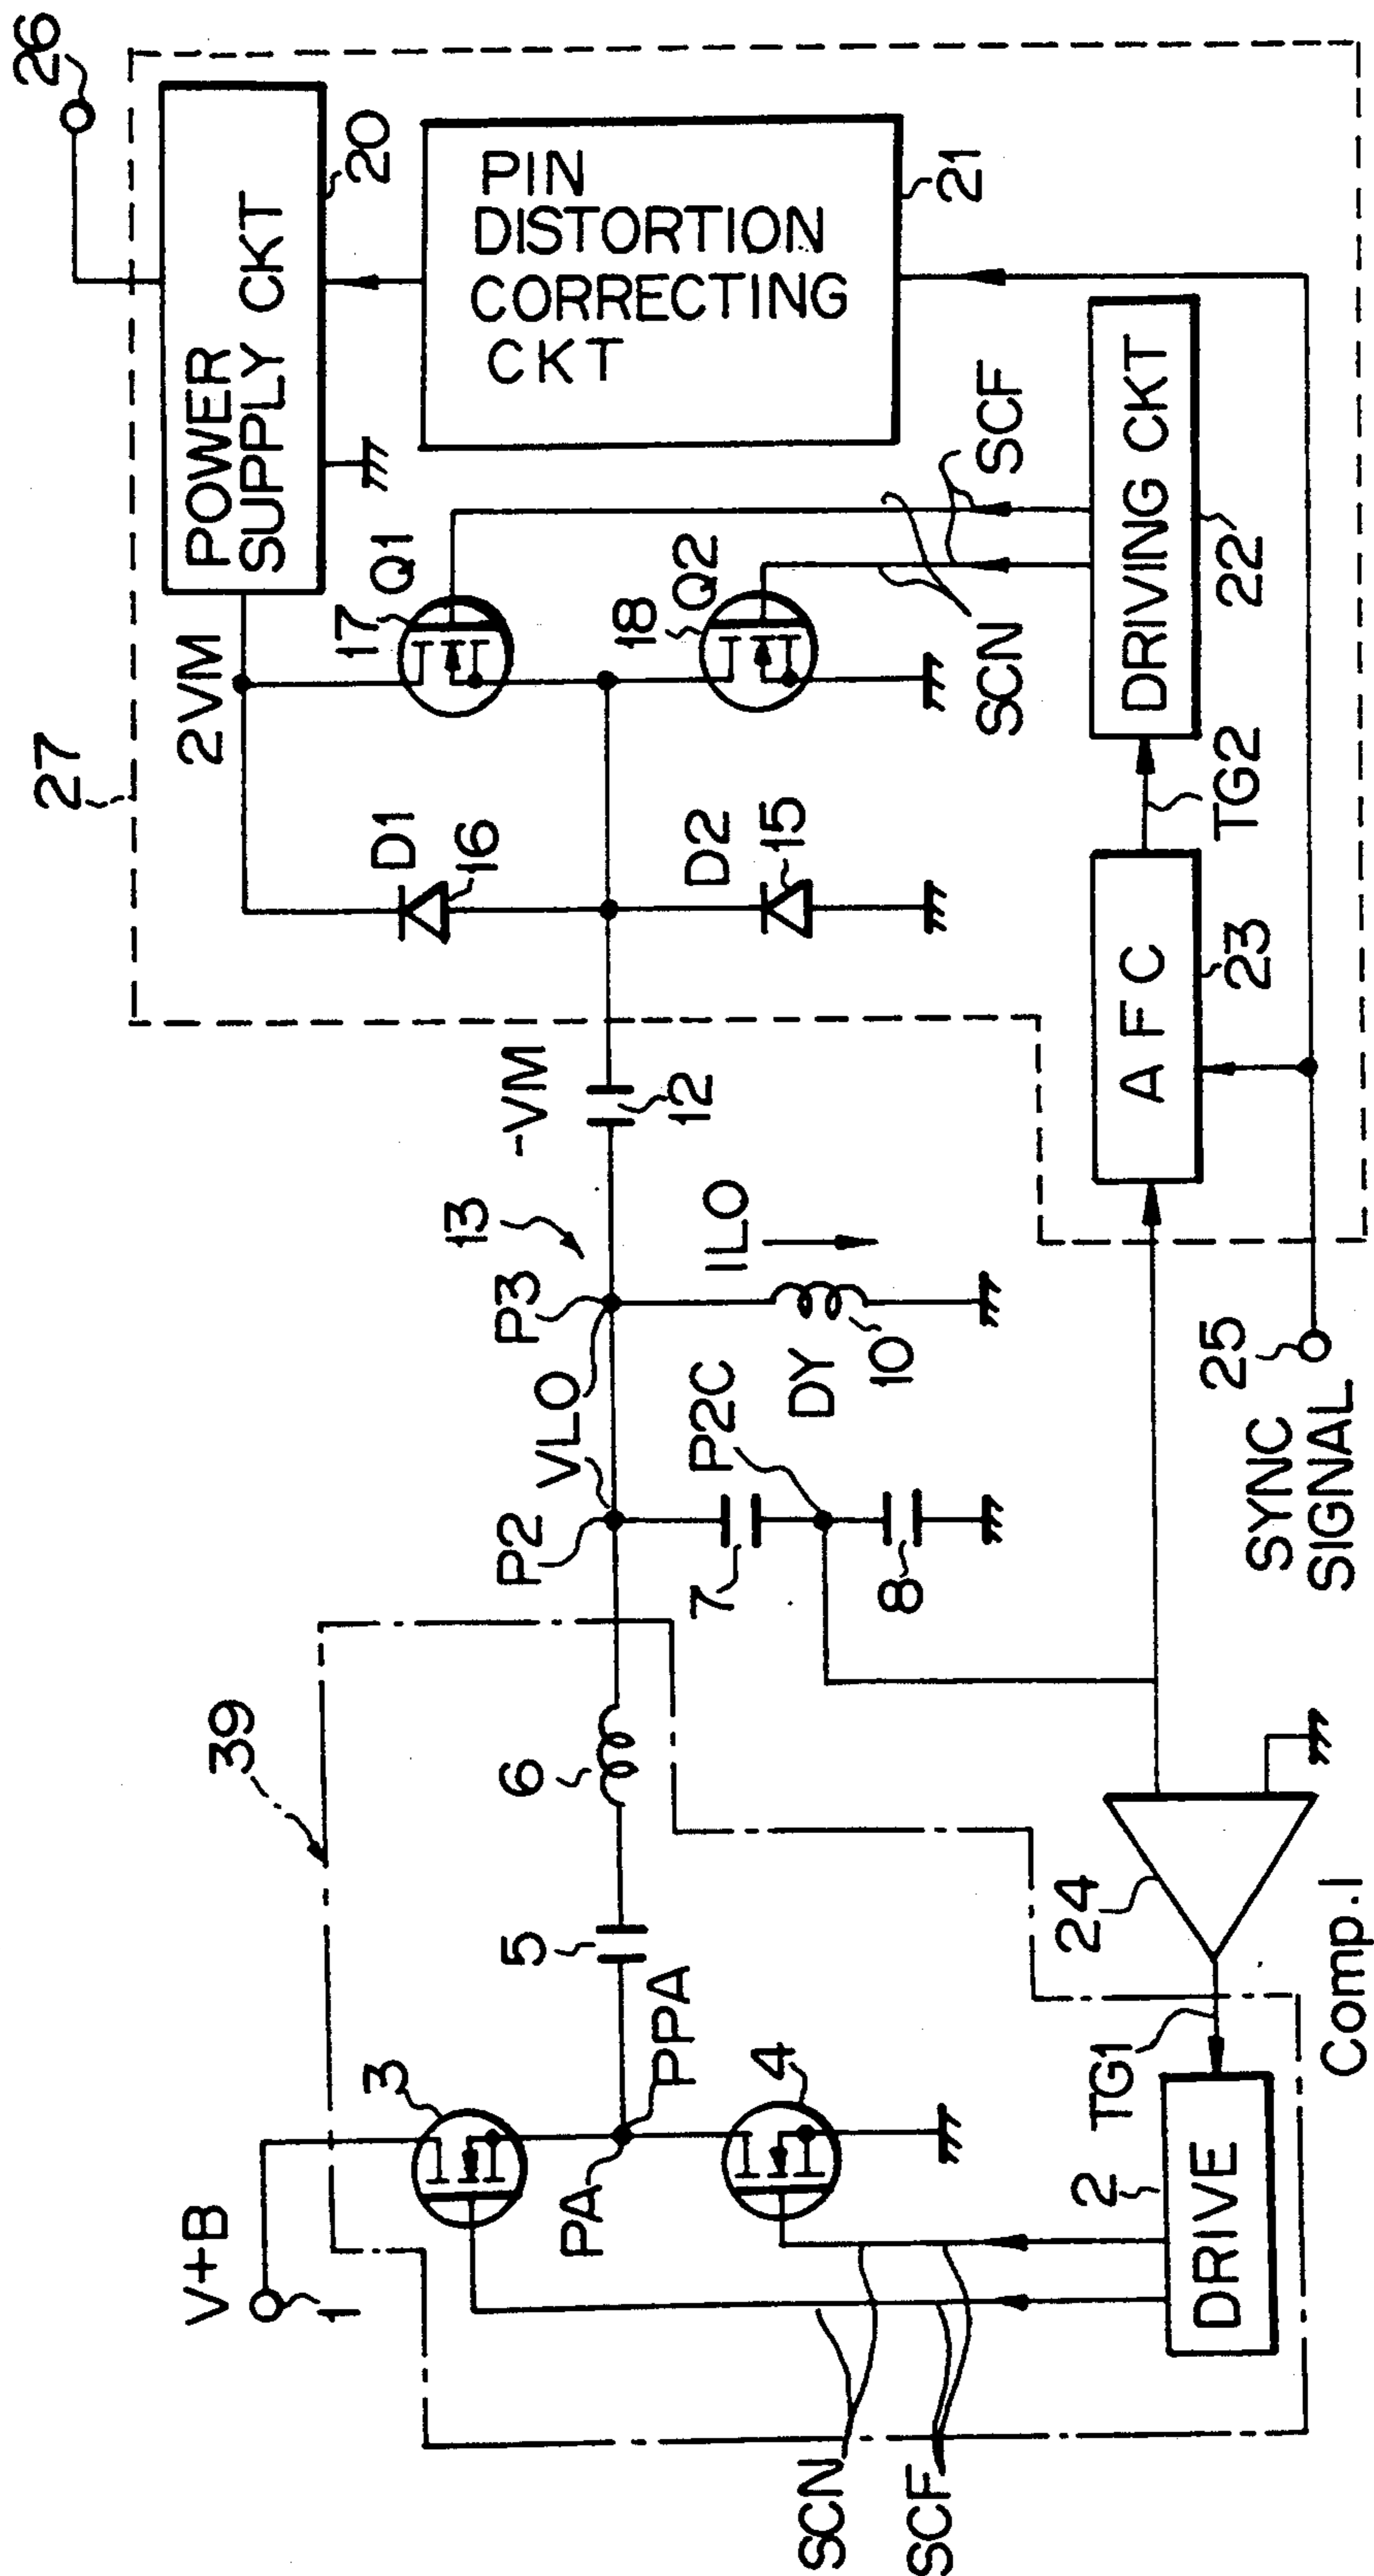 26
27
POWER
SUPPLY CKT
20
2VM
17
Q1
PIN
DISTORTION
CORRECTING
CKT
21
D1
16
18
Q2
D2
15
SCN
SCF
DRIVING CKT
22
TG2
AFC
23
-VM
12
13
P3
VLO
P2
ILO
DY
10
P2C
7
8
25
SYNC
SIGNAL
39
6
5
PPA
PA
3
4
V+B
1
24
Comp.1
TG1
2
DRIVE
SCN
SCF